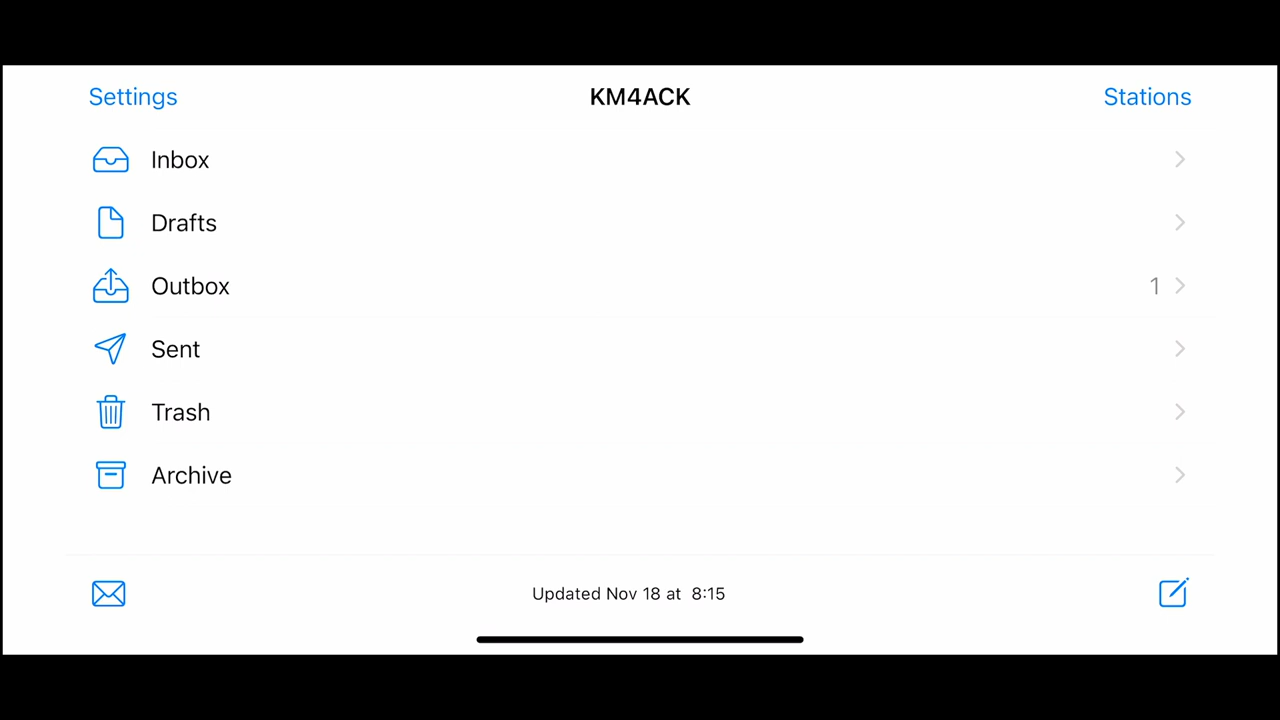 Settings KM4ACK Stations
Inbox
Drafts
Outbox 1
Sent
Trash
Archive
Updated Nov 18 at 8:15